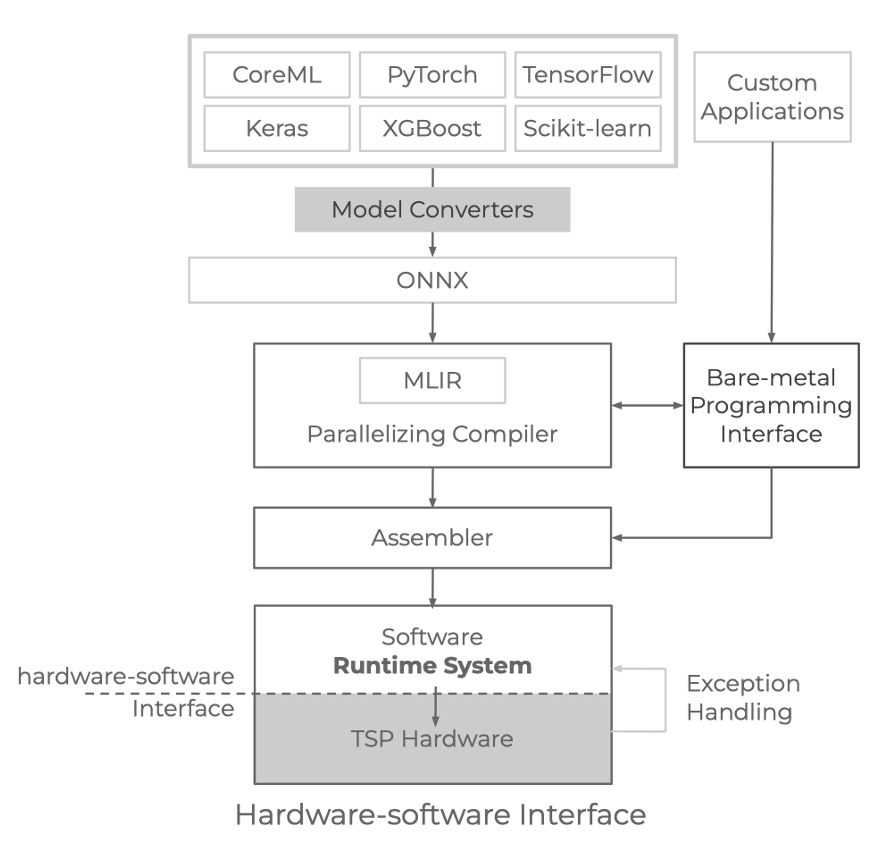 CoreML
PyTorch
TensorFlow
Keras
XGBoost
Scikit-learn
Custom
Applications
Model Converters
ONNX
MLIR
Parallelizing Compiler
Bare-metal
Programming
Interface
Assembler
Software
Runtime System
hardware-software
Interface
TSP Hardware
Exception
Handling
Hardware-software Interface